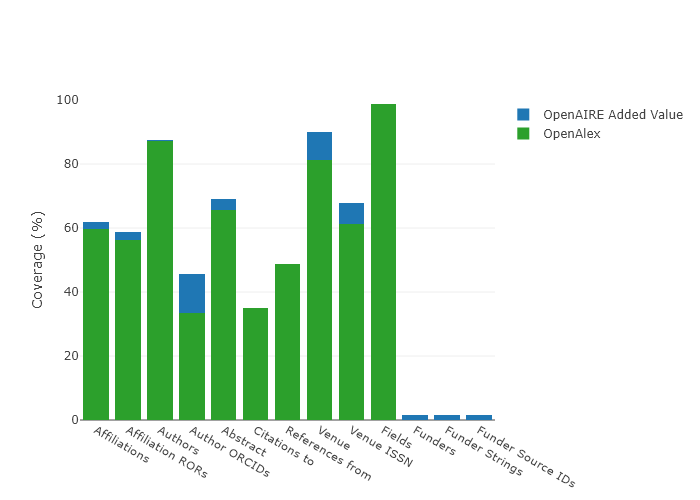 100
80
60
40
20
0
Coverage (%)
Affiliations
Affiliation RORs
Authors
Author ORCIDs
Abstract
Citations to
References from
Venue
Venue ISSN
Fields
Funders
Funder Strings
Funder Source IDs
OpenAIRE Added Value
OpenAlex